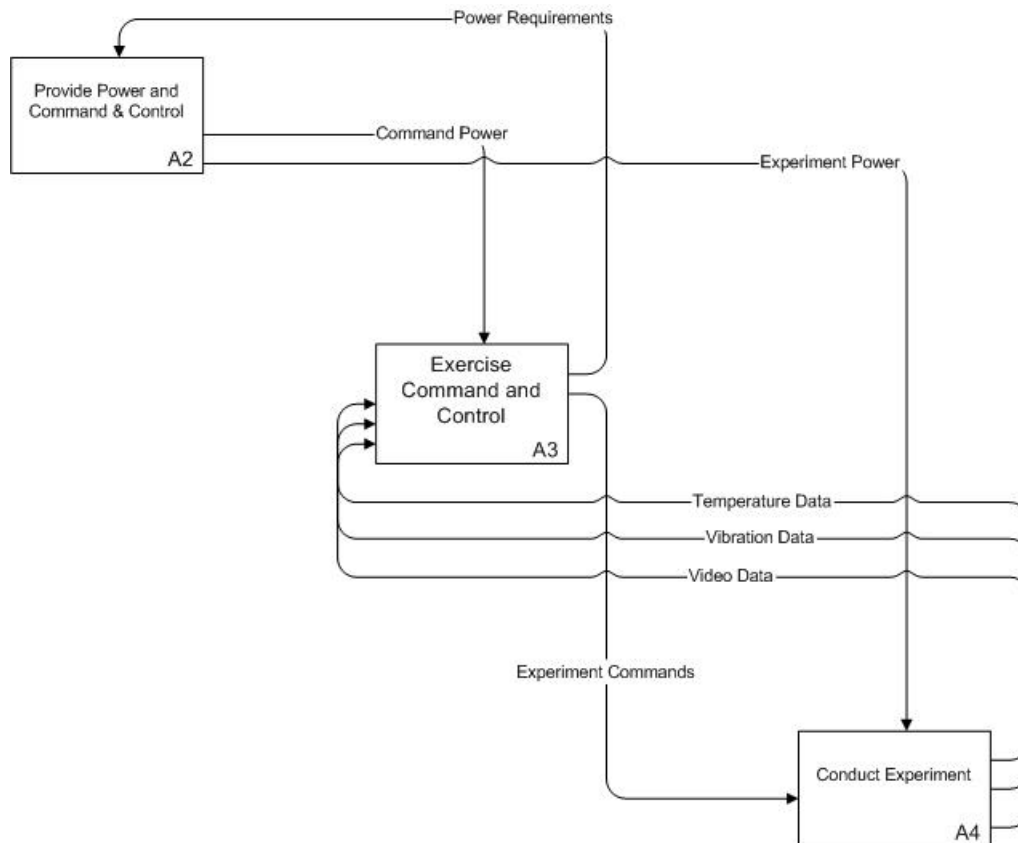 Power Requirements
Provide Power and
Command & Control
A2
Command Power
Experiment Power
Exercise
Command and
Control
A3
Temperature Data
Vibration Data
Video Data
Experiment Commands
Conduct Experiment
A4